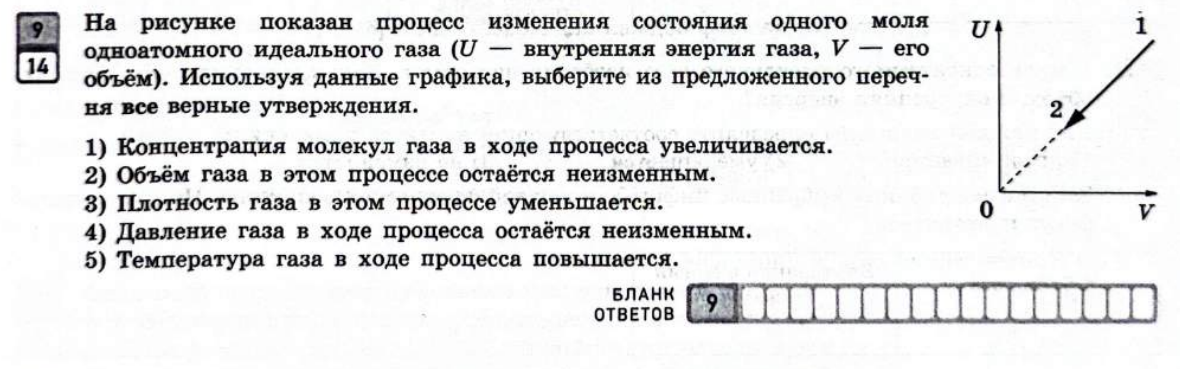 9
14
На рисунке показан процесс изменения состояния одного моля
одноатомного идеального газа (U — внутренняя энергия газа, V — его
объём). Используя данные графика, выберите из предложенного переч-
ня все верные утверждения.
1) Концентрация молекул газа в ходе процесса увеличивается.
2) Объём газа в этом процессе остаётся неизменным.
3) Плотность газа в этом процессе уменьшается.
4) Давление газа в ходе процесса остаётся неизменным.
5) Температура газа в ходе процесса повышается.
U
1
2
0
V
БЛАНК
ОТВЕТОВ
9